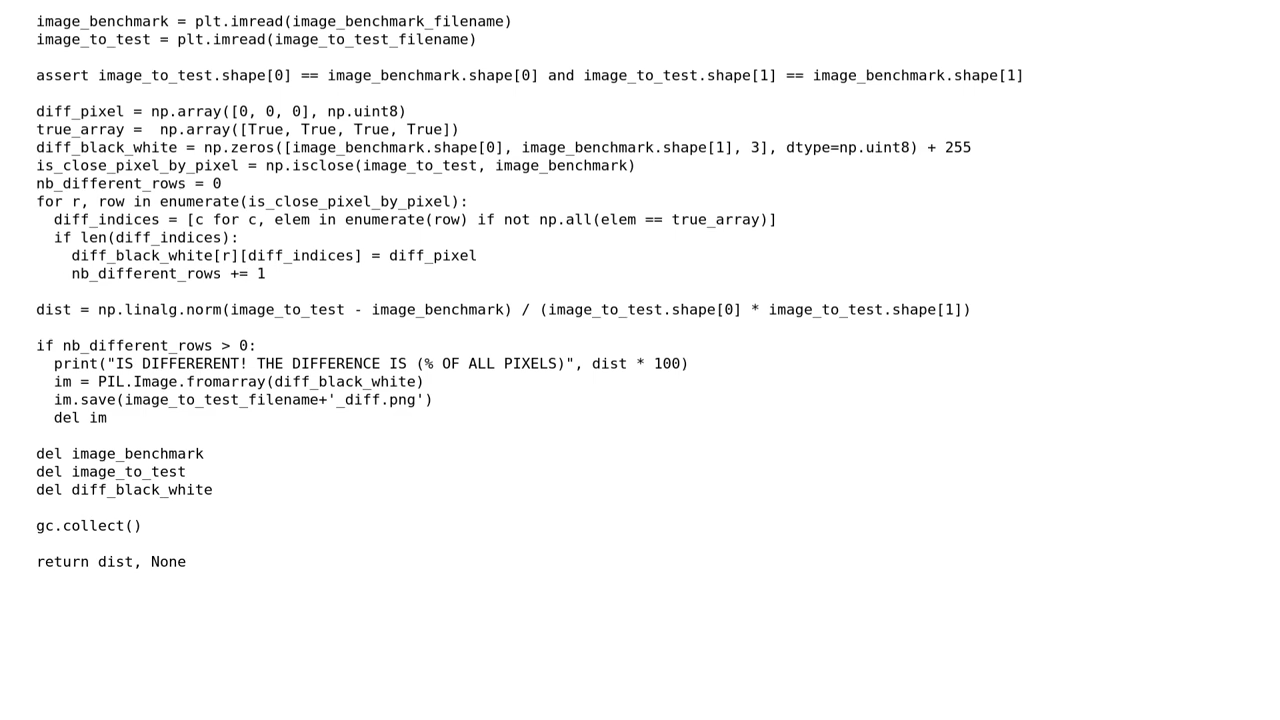 image_benchmark = plt.imread(image_benchmark_filename)
image_to_test = plt.imread(image_to_test_filename)
assert image_to_test.shape[0] == image_benchmark.shape[0] and image_to_test.shape[1] == image_benchmark.shape[1]
diff_pixel = np.array([0, 0, 0], np.uint8)
true_array =  np.array([True, True, True, True])
diff_black_white = np.zeros([image_benchmark.shape[0], image_benchmark.shape[1], 3], dtype=np.uint8) + 255
is_close_pixel_by_pixel = np.isclose(image_to_test, image_benchmark)
nb_different_rows = 0
for r, row in enumerate(is_close_pixel_by_pixel):
  diff_indices = [c for c, elem in enumerate(row) if not np.all(elem == true_array)]
  if len(diff_indices):
    diff_black_white[r][diff_indices] = diff_pixel
    nb_different_rows += 1
dist = np.linalg.norm(image_to_test - image_benchmark) / (image_to_test.shape[0] * image_to_test.shape[1])
if nb_different_rows > 0:
  print("IS DIFFERERENT! THE DIFFERENCE IS (% OF ALL PIXELS)", dist * 100)
  im = PIL.Image.fromarray(diff_black_white)
  im.save(image_to_test_filename+'_diff.png')
  del im
del image_benchmark
del image_to_test
del diff_black_white
gc.collect()
return dist, None